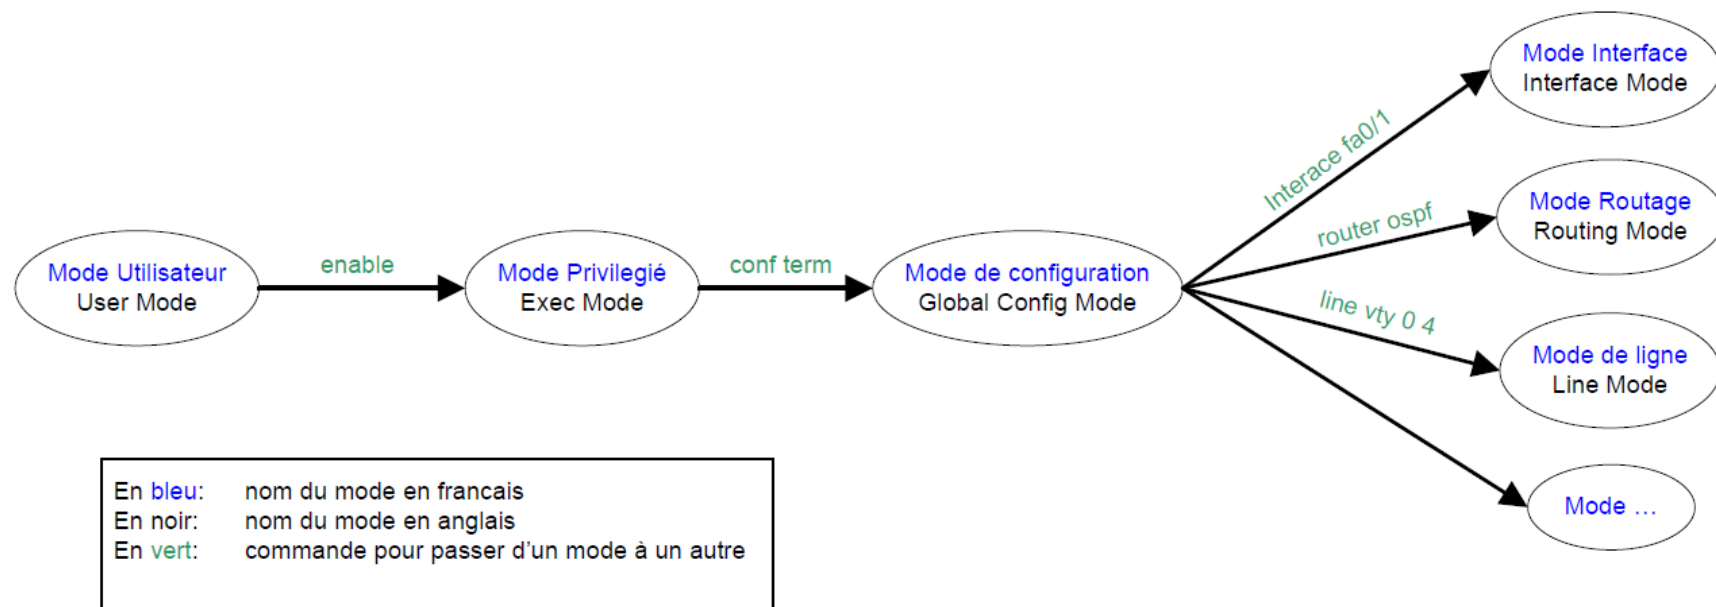 Mode Utilisateur
User Mode
enable
Mode Privilegié
Exec Mode
conf term
Mode de configuration
Global Config Mode
Interace fa0/1
Mode Interface
Interface Mode
router ospf
Mode Routage
Routing Mode
line vty 0 4
Mode de ligne
Line Mode
Mode ...
En bleu: nom du mode en francais
En noir: nom du mode en anglais
En vert: commande pour passer d'un mode à un autre